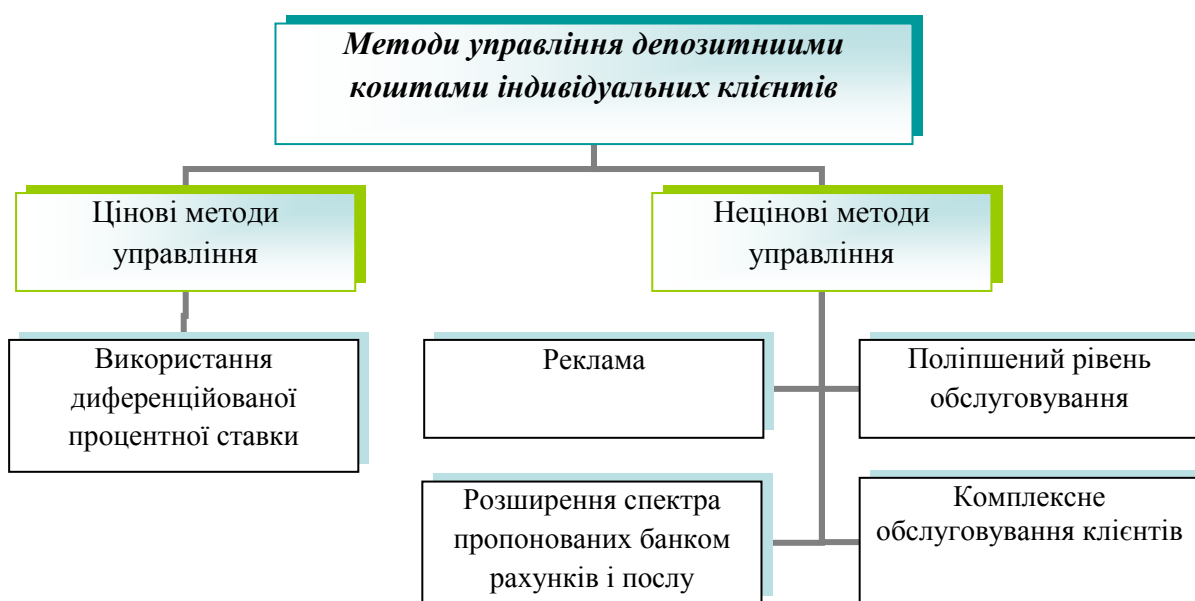 Методи управління депозитниими
коштами індивідуальних клієнтів
Цінові методи
управління
Нецінові методи
управління
Використання
диференційованої
процентної ставки
Реклама
Поліпшений рівень
обслуговування
Розширення спектра
пропонованих банком
рахунків і послу
Комплексне
обслуговування клієнтів